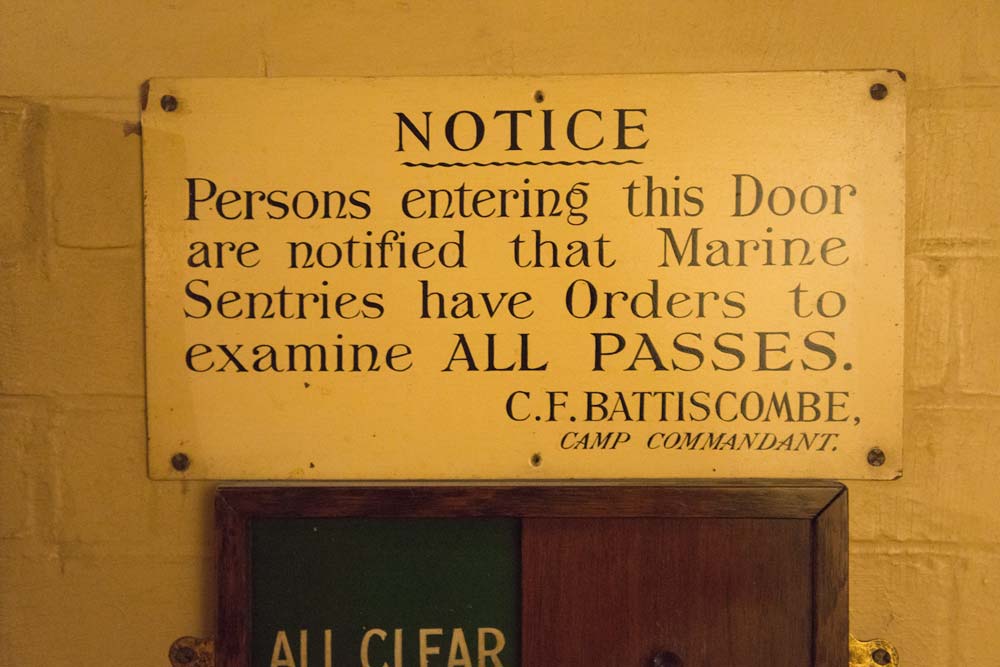 NOTICE
Persons entering this Door
are notified that Marine
Sentries have Orders to
examine ALL PASSES.
C.F. BATTISCOMBE,
CAMP COMMANDANT.
ALL CLEAR